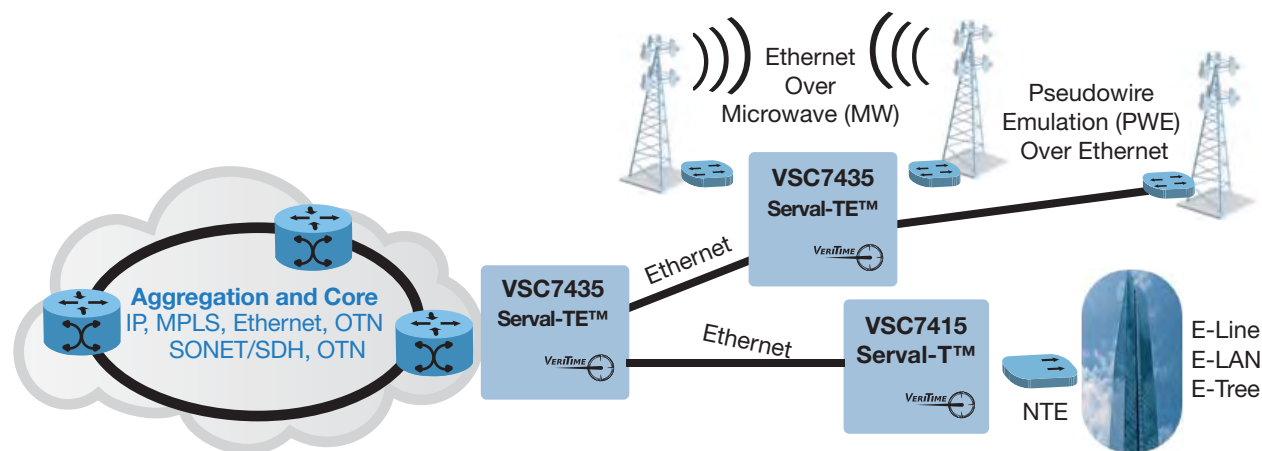 Ethernet
Over
Microwave (MW)
Pseudowire
Emulation (PWE)
Over Ethernet
VSC7435
Serval-TE™
VERITIME
Ethernet
Aggregation and Core
IP, MPLS, Ethernet, OTN
SONET/SDH, OTN
VSC7435
Serval-TE™
VERITIME
Ethernet
VSC7415
Serval-T™
VERITIME
NTE
E-Line
E-LAN
E-Tree